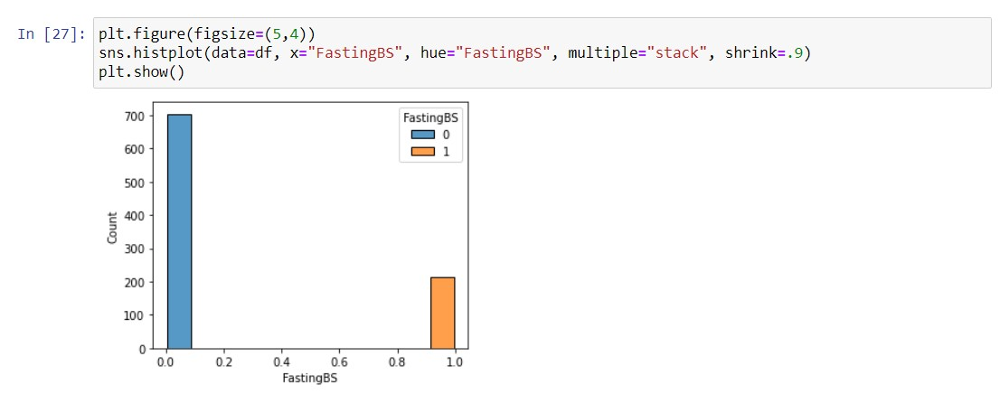 In [27]: plt.figure(figsize=(5,4))
sns.histplot(data=df, x="FastingBS", hue="FastingBS", multiple="stack", shrink=.9)
plt.show()
FastingBS
0
1
700
600
500
400
300
200
100
0
Count
0.0 0.2 0.4 0.6 0.8 1.0
FastingBS